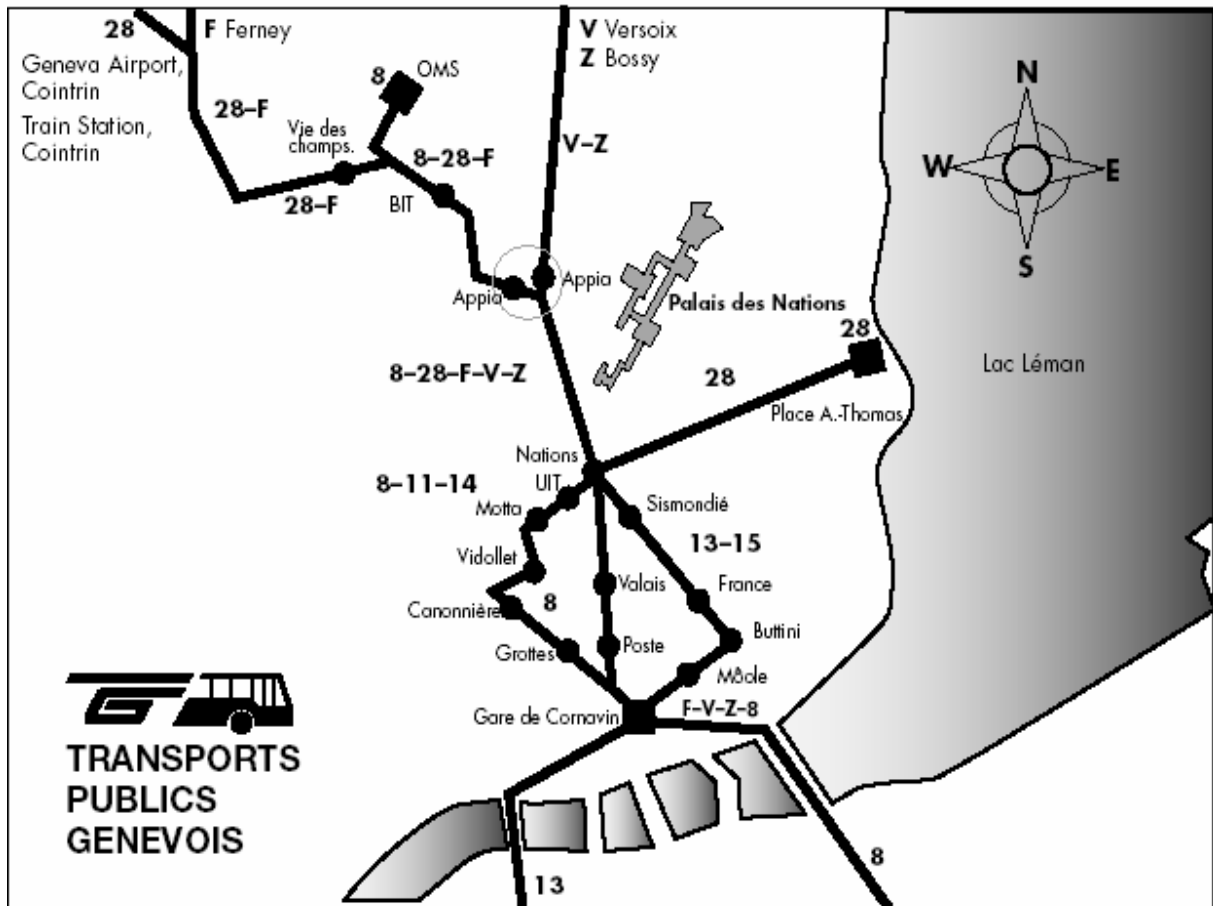 28
F Ferney
V Versoix
Z Bossy
Geneva Airport,
Cointrin
Train Station,
Cointrin
8
OMS
N
W
E
S
28–F
Vie des
champs.
8–28–F
V–Z
28–F
BIT
Appia
Appia
Palais des Nations
28
8–28–F–V–Z
28
Lac Léman
Place A.-Thomas
Nations
8–11–14
UIT
Motta
Sismondié
13–15
Vidollet
8
Valais
France
Canonnière
Buttini
Grottes
Poste
Môole
Gare de Cornavin
F–V–Z–8
TRANSPORTS
PUBLICS
GENEVOIS
13
8